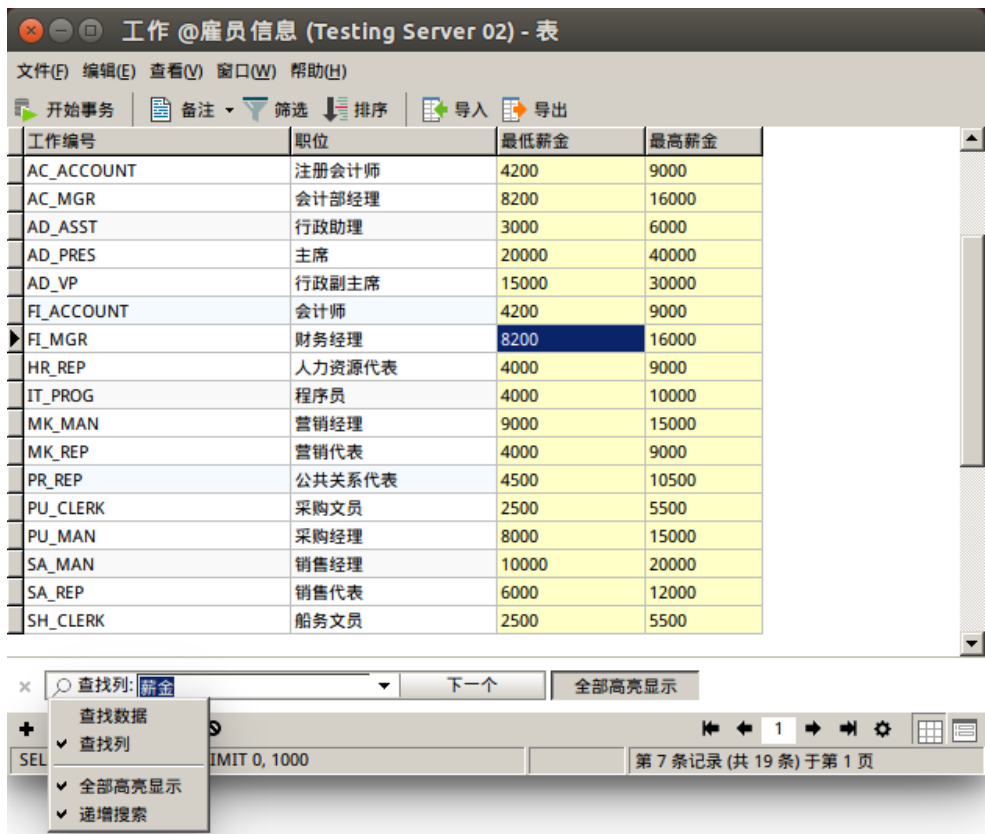 工作 @雇员信息 (Testing Server 02) - 表
文件(F) 编辑(E) 查看(V) 窗口(W) 帮助(H)
开始事务 备注 筛选 排序 导入 导出
工作编号 职位 最低薪金 最高薪金
AC_ACCOUNT 注册会计师 4200 9000
AC_MGR 会计部经理 8200 16000
AD_ASST 行政助理 3000 6000
AD_PRES 主席 20000 40000
AD_VP 行政副主席 15000 30000
FI_ACCOUNT 会计师 4200 9000
FI_MGR 财务经理 8200 16000
HR_REP 人力资源代表 4000 9000
IT_PROG 程序员 4000 10000
MK_MAN 营销经理 9000 15000
MK_REP 营销代表 4000 9000
PR_REP 公共关系代表 4500 10500
PU_CLERK 采购文员 2500 5500
PU_MAN 采购经理 8000 15000
SA_MAN 销售经理 10000 20000
SA_REP 销售代表 6000 12000
SH_CLERK 船务文员 2500 5500
查找列: 薪金 下一个 全部高亮显示
查找数据
1
查找列
SEL IMIT 0, 1000 第 7 条记录 (共 19 条) 于第 1 页
全部高亮显示
递增搜索